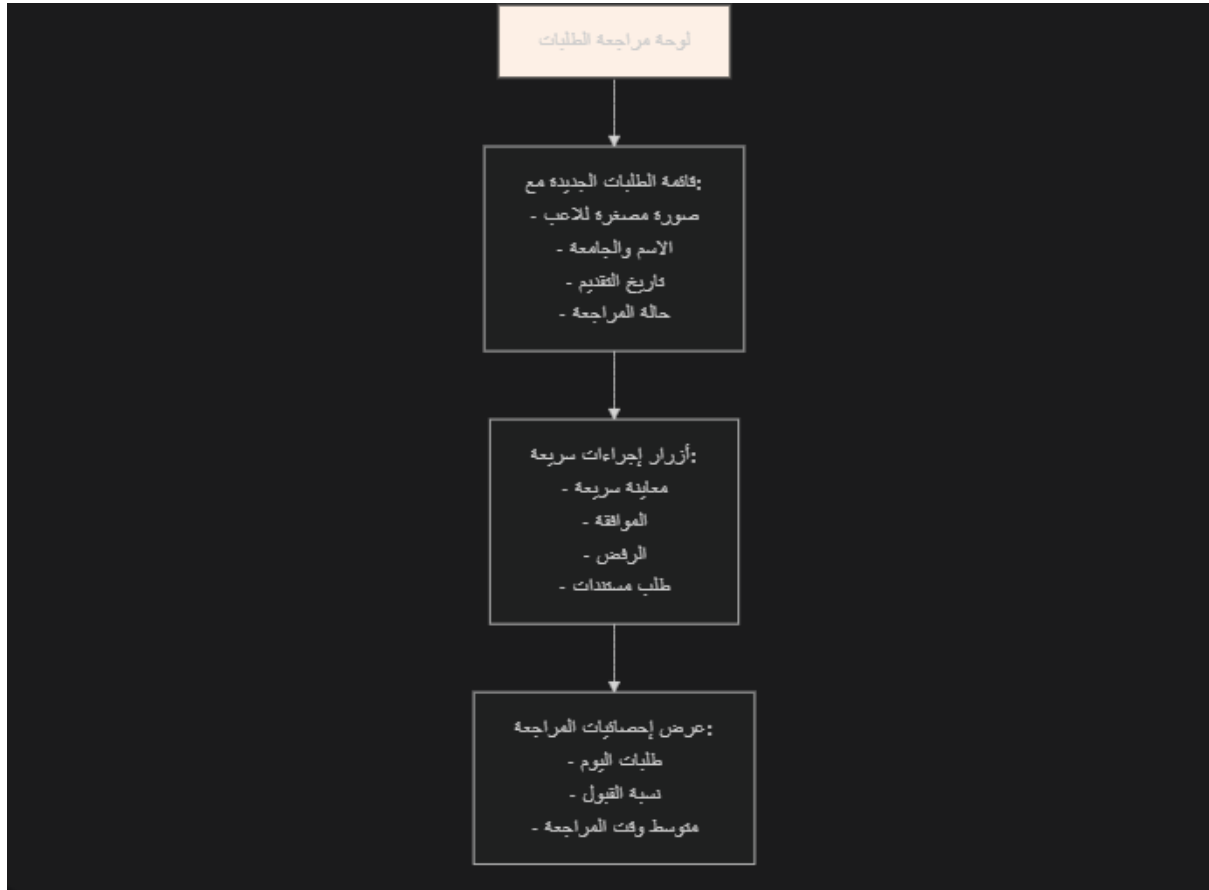 لوحة مراجعة الطلبات
قائمة الطلبات الجديدة مع:
- صورة مصغرة للاعب
- الاسم والجامعة
- تاريخ التقديم
- حالة المراجعة
أزرار إجراءات سريعة:
- معاينة سريعة
- الموافقة
- الرفض
- طلب مستندات
عرض إحصائيات المراجعة:
- طلبات اليوم
- نسبة القبول
- متوسط وقت المراجعة